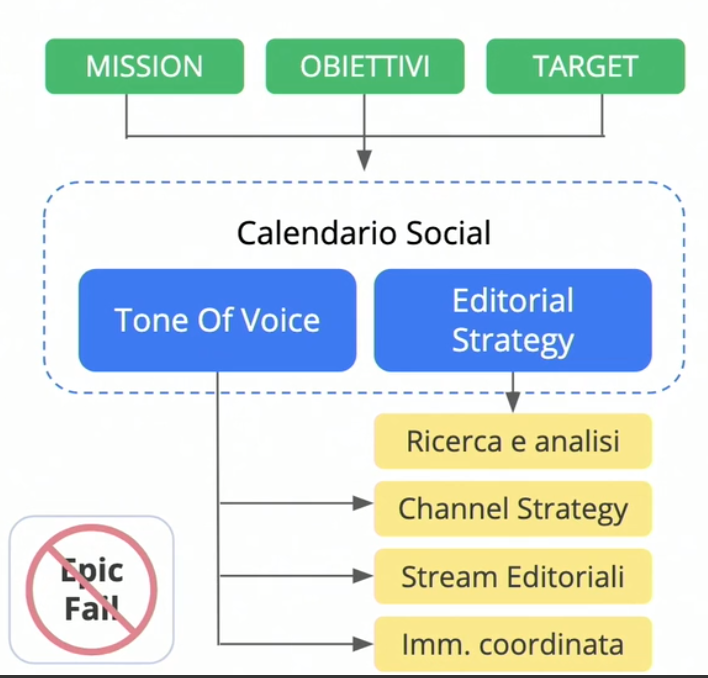 MISSION
OBIETTIVI
TARGET
Calendario Social
Tone Of Voice
Editorial
Strategy
Ricerca e analisi
Channel Strategy
Stream Editoriali
Imm. coordinata
Epic
Fail